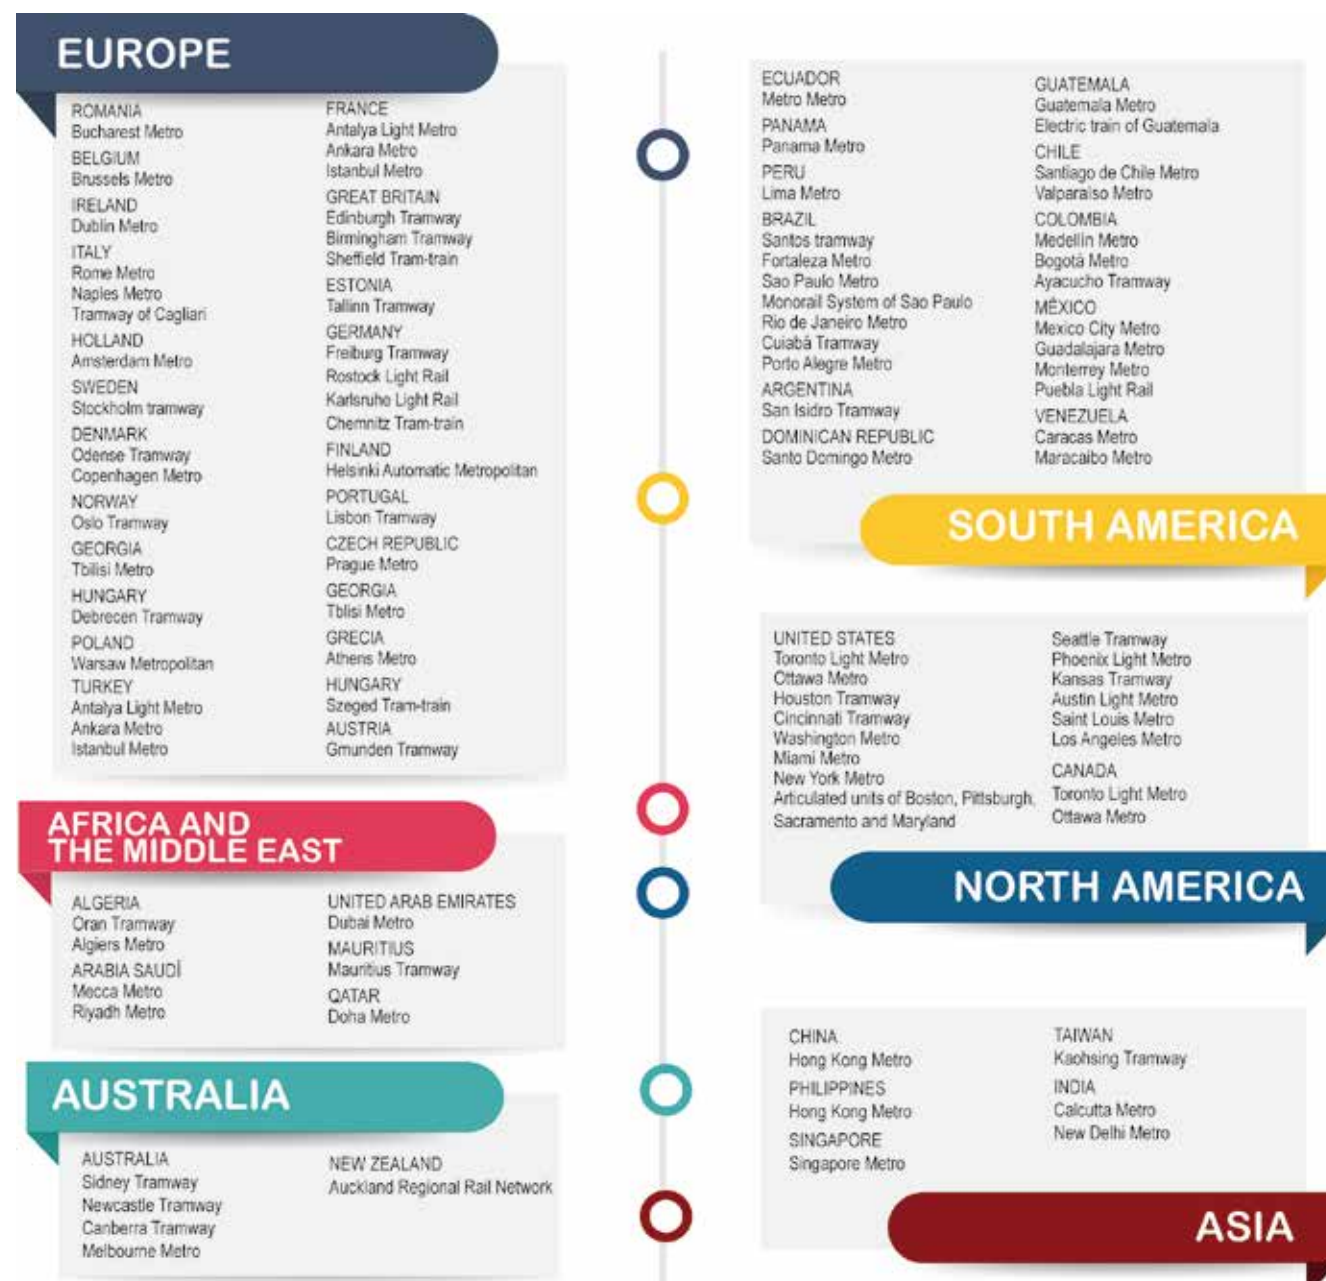 EUROPE
ROMANIA
Bucharest Metro
BELGIUM
Brussels Metro
IRELAND
Dublin Metro
ITALY
Rome Metro
Naples Metro
Tramway of Cagliari
HOLLAND
Amsterdam Metro
SWEDEN
Stockholm tramway
DENMARK
Odense Tramway
Copenhagen Metro
NORWAY
Oslo Tramway
GEORGIA
Tbilisi Metro
HUNGARY
Debrecen Tramway
POLAND
Warsaw Metropolitan
TURKEY
Antalya Light Metro
Ankara Metro
Istanbul Metro
FRANCE
Antalya Light Metro
Ankara Metro
Istanbul Metro
GREAT BRITAIN
Edinburgh Tramway
Birmingham Tramway
Sheffield Tram-train
ESTONIA
Tallinn Tramway
GERMANY
Freiburg Tramway
Rostock Light Rail
Karlsruhe Light Rail
Chemnitz Tram-train
FINLAND
Helsinki Automatic Metropolitan
PORTUGAL
Lisbon Tramway
CZECH REPUBLIC
Prague Metro
GEORGIA
Tblisi Metro
GRECIA
Athens Metro
HUNGARY
Szeged Tram-train
AUSTRIA
Gmunden Tramway
AFRICA AND
THE MIDDLE EAST
ALGERIA
Oran Tramway
Algiers Metro
ARABIA SAUDÍ
Mecca Metro
Riyadh Metro
UNITED ARAB EMIRATES
Dubai Metro
MAURITIUS
Mauritius Tramway
QATAR
Doha Metro
AUSTRALIA
AUSTRALIA
Sidney Tramway
Newcastle Tramway
Canberra Tramway
Melbourne Metro
NEW ZEALAND
Auckland Regional Rail Network
ECUADOR
Metro Metro
PANAMA
Panama Metro
PERU
Lima Metro
BRAZIL
Santos tramway
Fortaleza Metro
Sao Paulo Metro
Monorail System of Sao Paulo
Rio de Janeiro Metro
Cuiabá Tramway
Porto Alegre Metro
ARGENTINA
San Isidro Tramway
DOMINICAN REPUBLIC
Santo Domingo Metro
GUATEMALA
Guatemala Metro
Electric train of Guatemala
CHILE
Santiago de Chile Metro
Valparaíso Metro
COLOMBIA
Medellín Metro
Bogotá Metro
Ayacucho Tramway
MÉXICO
Mexico City Metro
Guadalajara Metro
Monterrey Metro
Puebla Light Rail
VENEZUELA
Caracas Metro
Maracaibo Metro
SOUTH AMERICA
UNITED STATES
Toronto Light Metro
Ottawa Metro
Houston Tramway
Cincinnati Tramway
Washington Metro
Miami Metro
New York Metro
Articulated units of Boston, Pittsburgh,
Sacramento and Maryland
Seattle Tramway
Phoenix Light Metro
Kansas Tramway
Austin Light Metro
Saint Louis Metro
Los Angeles Metro
CANADA
Toronto Light Metro
Ottawa Metro
NORTH AMERICA
CHINA
Hong Kong Metro
PHILIPPINES
Hong Kong Metro
SINGAPORE
Singapore Metro
TAIWAN
Kaohsing Tramway
INDIA
Calcutta Metro
New Delhi Metro
ASIA